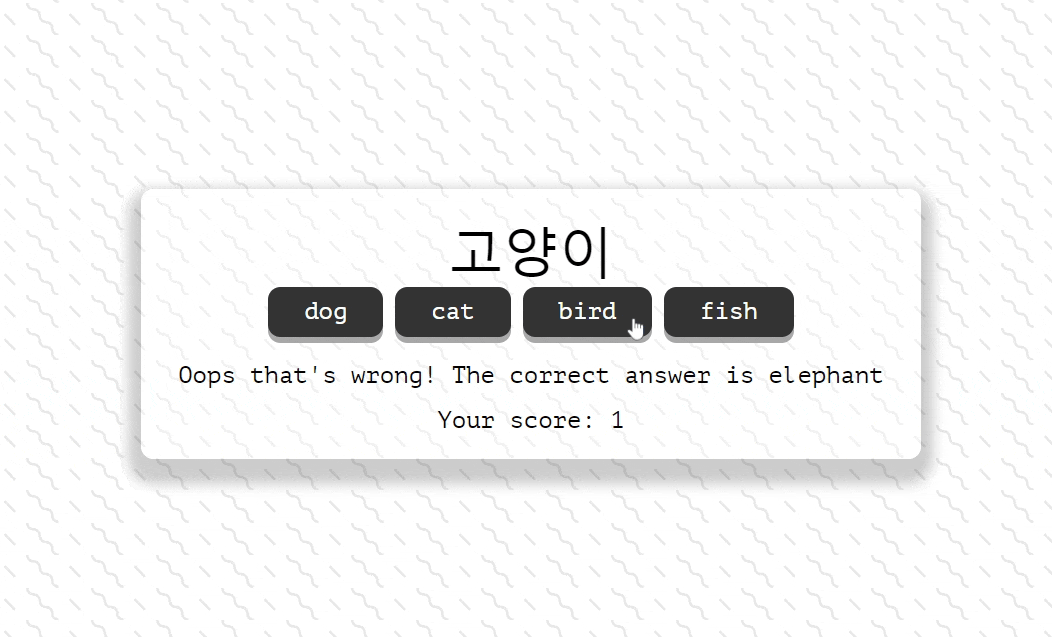 고양이
dog cat bird fish
Oops that's wrong! The correct answer is elephant
Your score: 1